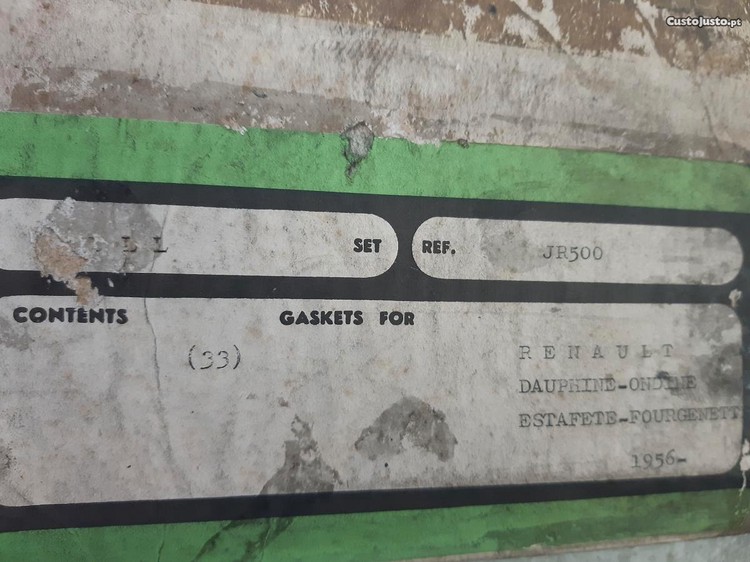 CustoJusto.pt
SET REF. JR500
CONTENTS GASKETS FOR
(33)
RENAULT
DAUPHINE-ONDINE
ESTAFETE-FOURGENETT
1956-